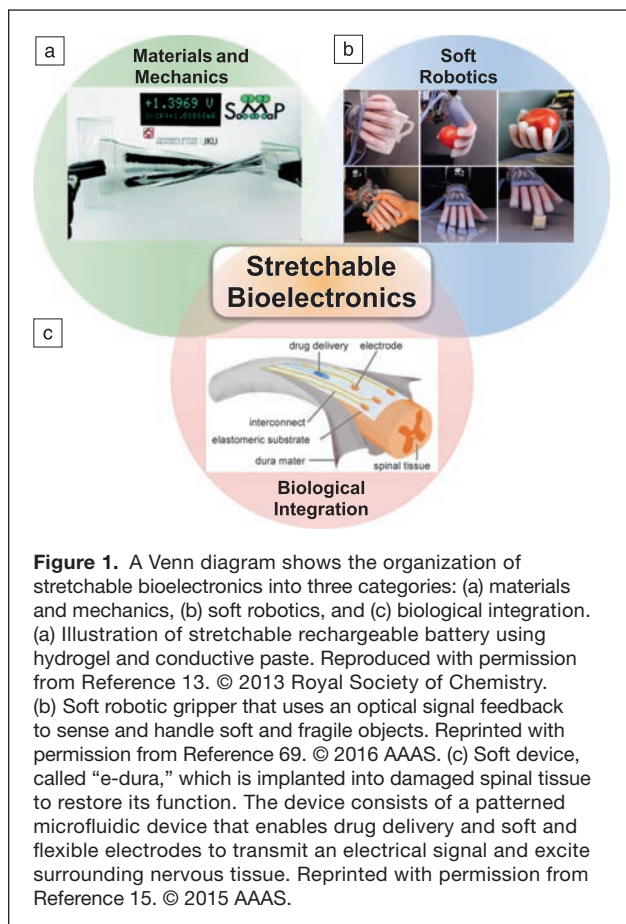 a
Materials and
Mechanics
b
Soft
Robotics
+1.3969 V
SoMaP
JKU
Stretchable
Bioelectronics
c
drug delivery
electrode
interconnect
elastomeric substrate
dura mater
spinal tissue
Biological
Integration
Figure 1. A Venn diagram shows the organization of
stretchable bioelectronics into three categories: (a) materials
and mechanics, (b) soft robotics, and (c) biological integration.
(a) Illustration of stretchable rechargeable battery using
hydrogel and conductive paste. Reproduced with permission
from Reference 13. © 2013 Royal Society of Chemistry.
(b) Soft robotic gripper that uses an optical signal feedback
to sense and handle soft and fragile objects. Reprinted with
permission from Reference 69. © 2016 AAAS. (c) Soft device,
called “e-dura,” which is implanted into damaged spinal tissue
to restore its function. The device consists of a patterned
microfluidic device that enables drug delivery and soft and
flexible electrodes to transmit an electrical signal and excite
surrounding nervous tissue. Reprinted with permission from
Reference 15. © 2015 AAAS.